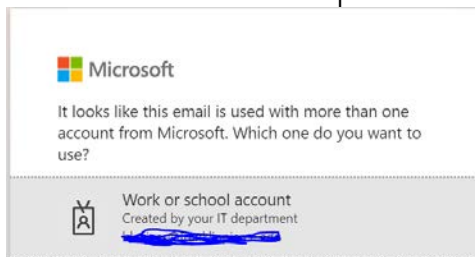 Microsoft
It looks like this email is used with more than one
account from Microsoft. Which one do you want to
use?
Work or school account
Created by your IT department